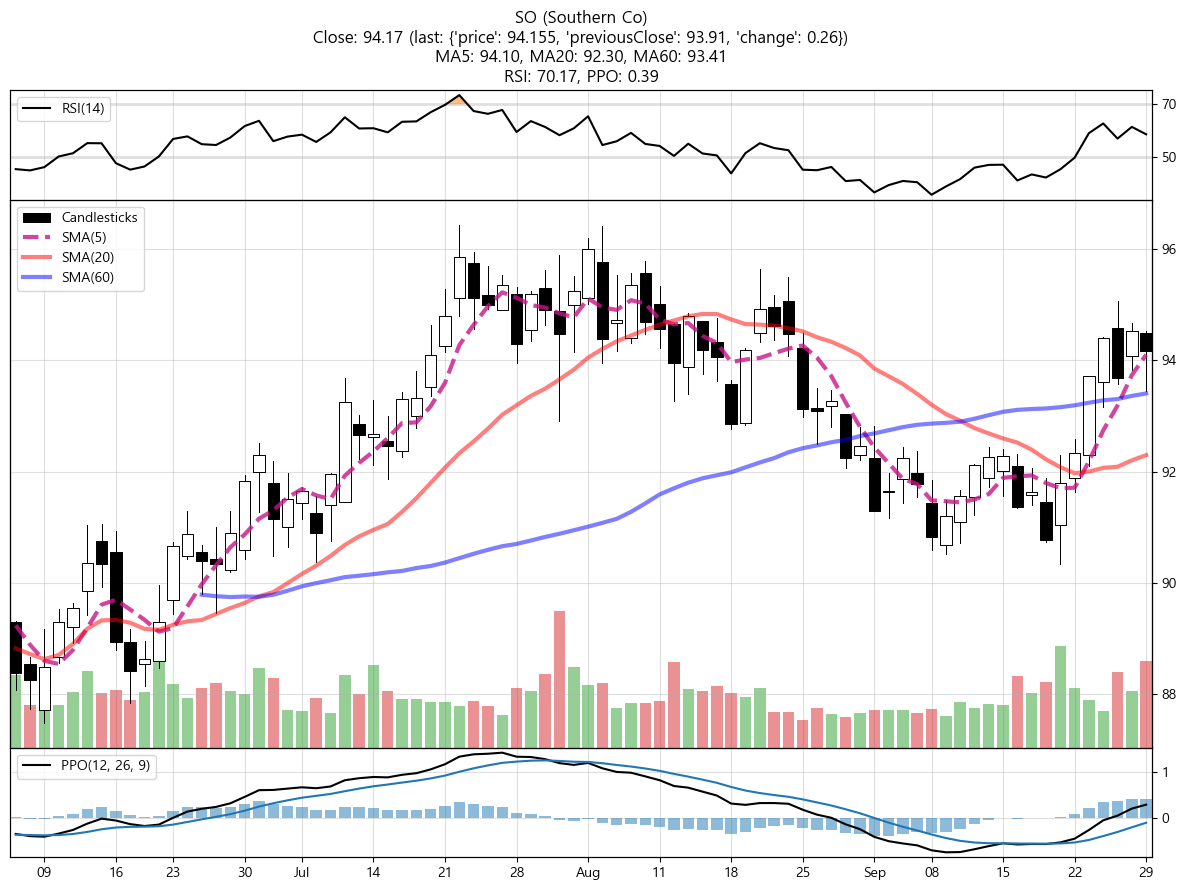 SO (Southern Co)
Close: 94.17 (last: {'price': 94.155, 'previousClose': 93.91, 'change': 0.26})
MA5: 94.10, MA20: 92.30, MA60: 93.41
RSI: 70.17, PPO: 0.39
RSI(14)
70
50
Candlesticks
SMA(5)
SMA(20)
SMA(60)
96
94
92
90
88
PPO(12, 26, 9)
1
0
09 16 23 Jul 14 21 28 Aug 11 18 25 Sep 08 15 22 29